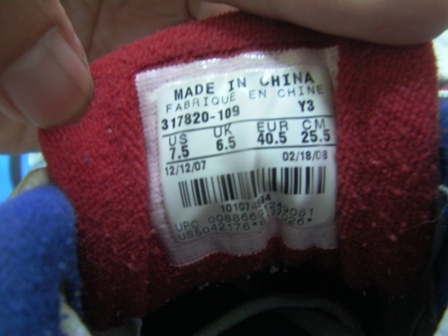 MADE IN CHINA
FABRIQUE EN CHINE
317820-109 Y3
US UK EUR CM
7.5 6.5 40.5 25.5
12/12/07 02/18/08
UPC